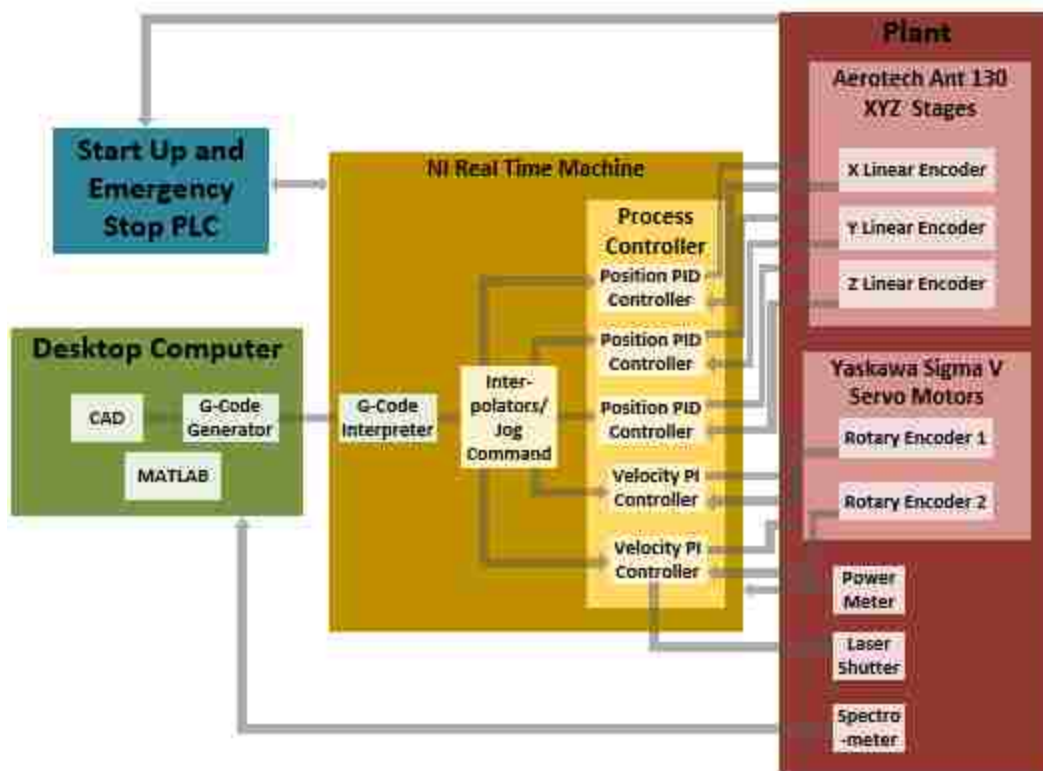 Plant
Aerotech Ant 130
XYZ Stages
X Linear Encoder
Y Linear Encoder
Z Linear Encoder
Yaskawa Sigma V
Servo Motors
Rotary Encoder 1
Rotary Encoder 2
Power
Meter
Laser
Shutter
Spectro
-meter
Start Up and
Emergency
Stop PLC
NI Real Time Machine
Process
Controller
Position PID
Controller
Position PID
Controller
Position PID
Controller
Velocity PI
Controller
Velocity PI
Controller
Inter-
polators/
Jog
Command
G-Code
Interpreter
Desktop Computer
CAD
G-Code
Generator
MATLAB